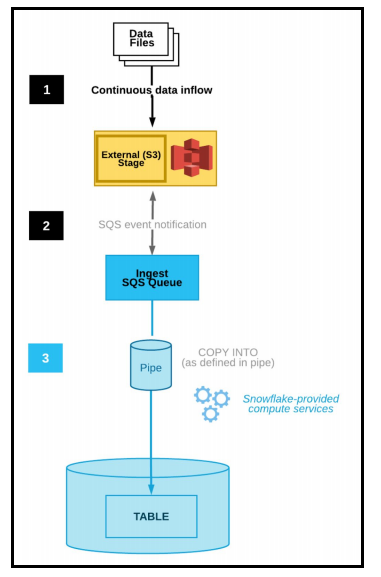 Data
Files
1
Continuous data inflow
External (S3)
Stage
SQS event notification
2
Ingest
SQS Queue
3
COPY INTO
(as defined in pipe)
Pipe
Snowflake-provided
compute services
TABLE